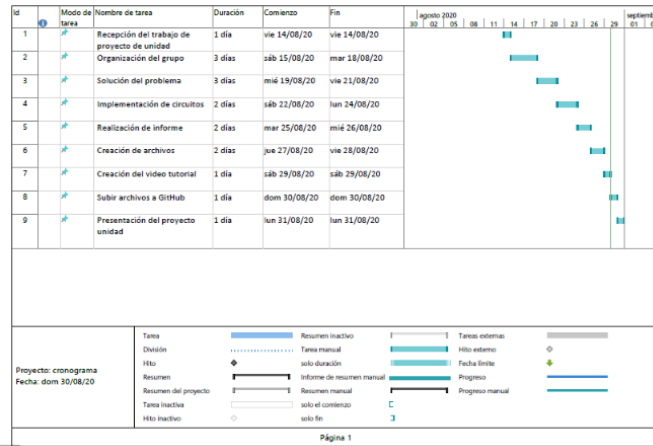 Id Modo de tarea Nombre de tarea Duración Comienzo Fin
agosto 2020 septiem
30 02 05 08 11 14 17 20 23 26 29 01 0
1 Recepción del trabajo de proyecto de unidad 1 día vie 14/08/20 vie 14/08/20
2 Organización del grupo 3 días sáb 15/08/20 mar 18/08/20
3 Solución del problema 3 días mié 19/08/20 vie 21/08/20
4 Implementación de circuitos 2 días sáb 22/08/20 lun 24/08/20
5 Realización de informe 2 días mar 25/08/20 mié 26/08/20
6 Creación de archivos 2 días jue 27/08/20 vie 28/08/20
7 Creación del video tutorial 1 día sáb 29/08/20 sáb 29/08/20
8 Subir archivos a GitHub 1 día dom 30/08/20 dom 30/08/20
9 Presentación del proyecto unidad 1 día lun 31/08/20 lun 31/08/20
Proyecto: cronograma
Fecha: dom 30/08/20
Tarea Resumen inactivo Tareas externas
División Tarea manual Hito externo
Hito solo duración Fecha límite
Resumen Informe de resumen manual Progreso
Resumen del proyecto Resumen manual Progreso manual
Tarea inactiva solo el comienzo
Hito inactivo solo fin
Página 1